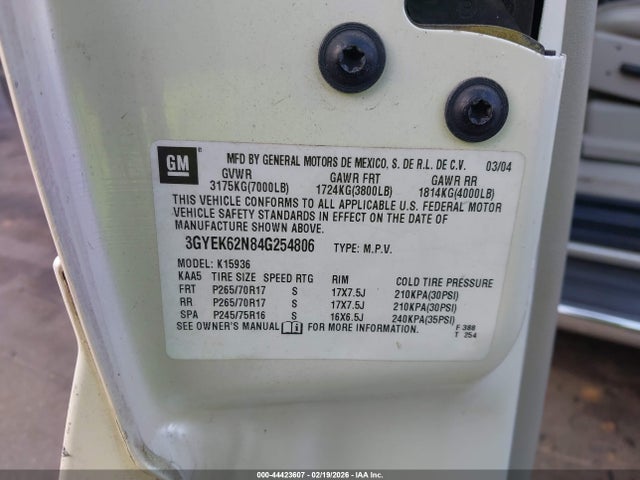 GM
MFD BY GENERAL MOTORS DE MEXICO, S. DE R.L. DE C.V. 03/04
GVWR GAWR FRT GAWR RR
3175KG(7000LB) 1724KG(3800LB) 1814KG(4000LB)
THIS VEHICLE CONFORMS TO ALL APPLICABLE U.S. FEDERAL MOTOR
VEHICLE SAFETY STANDARDS IN EFFECT ON THE DATE OF
MANUFACTURE SHOWN ABOVE.
3GYEK62N84G254806 TYPE: M.P.V.
MODEL: K15936
KAA5 TIRE SIZE SPEED RTG RIM COLD TIRE PRESSURE
FRT P265/70R17 S 17X7.5J 210KPA(30PSI)
RR P265/70R17 S 17X7.5J 210KPA(30PSI)
SPA P245/75R16 S 16X6.5J 240KPA(35PSI)
SEE OWNER'S MANUAL FOR MORE INFORMATION. F 388
T 254
000-44423607 - 02/19/2026 - IAA Inc.